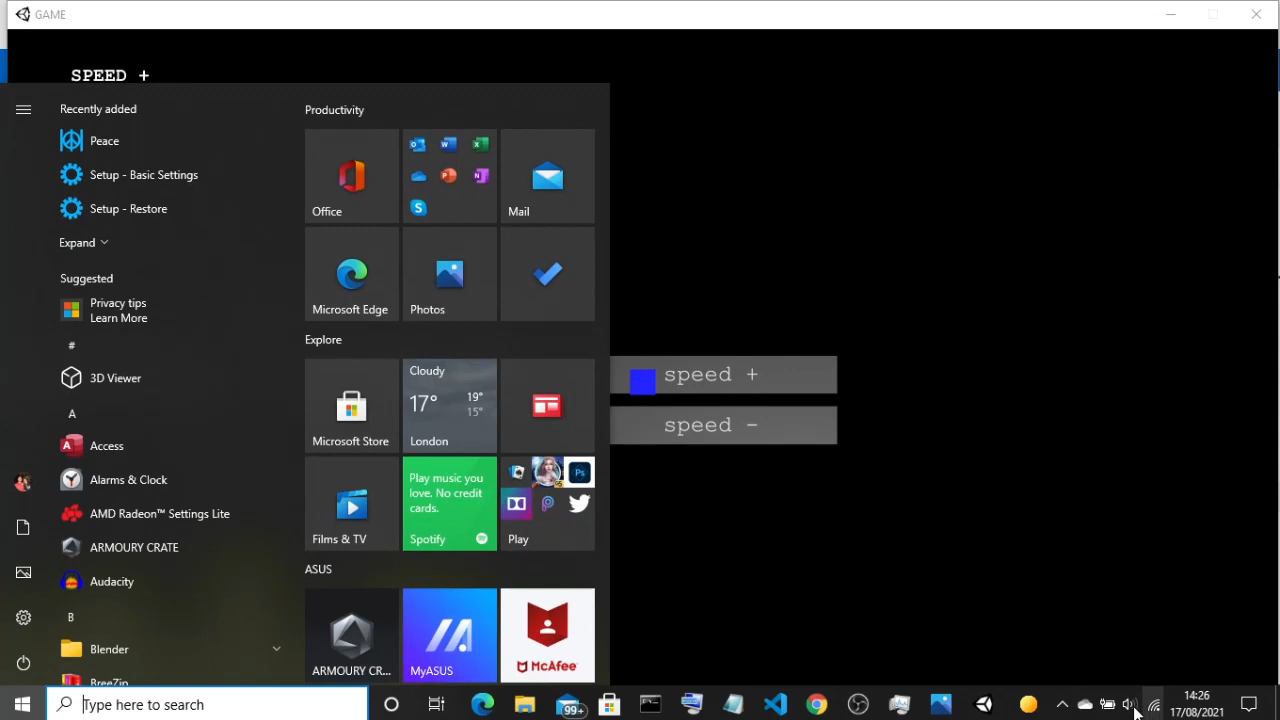 GAME
SPEED +
Recently added
Peace
Setup - Basic Settings
Setup - Restore
Expand
Suggested
Privacy tips
Learn More
#
3D Viewer
A
Access
Alarms & Clock
AMD Radeon™ Settings Lite
ARMOURY CRATE
Audacity
B
Blender
BreeZip
Productivity
Office
Mail
Microsoft Edge
Photos
Explore
Microsoft Store
Cloudy
17° 19°
15°
London
Films & TV
Play music you
love. No credit
cards.
Spotify
Ps
Play
ASUS
ARMOURY CR...
MyASUS
McAfee
speed +
speed -
Type here to search
99+
14:26
17/08/2021